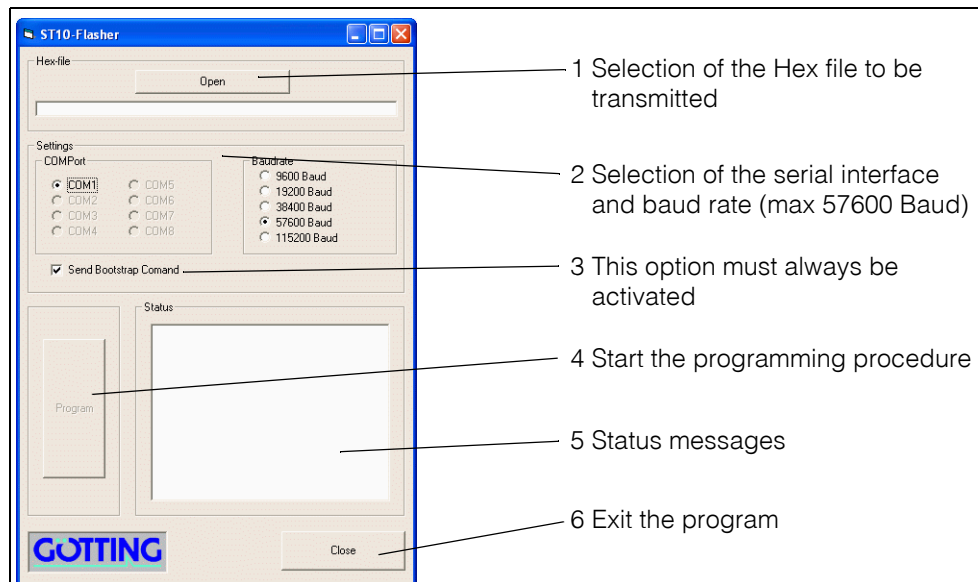 ST10-Flasher
Hex-file
Open
1 Selection of the Hex file to be
transmitted
Settings
COMPort
COM1
COM2
COM3
COM4
COM5
COM6
COM7
COM8
Baudrate
9600 Baud
19200 Baud
38400 Baud
57600 Baud
115200 Baud
2 Selection of the serial interface
and baud rate (max 57600 Baud)
Send Bootstrap Comand
3 This option must always be
activated
Status
Program
4 Start the programming procedure
5 Status messages
GÖTTING
Close
6 Exit the program